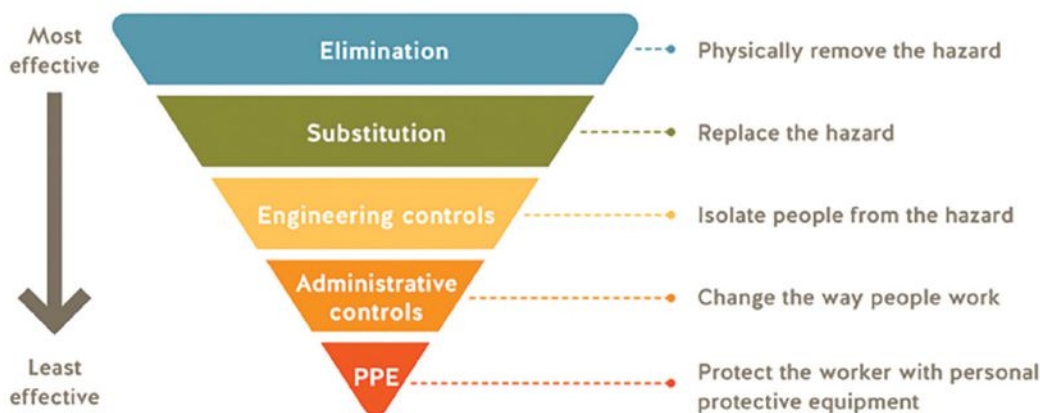 Most
effective
Elimination
Physically remove the hazard
Substitution
Replace the hazard
Engineering controls
Isolate people from the hazard
Administrative
controls
Change the way people work
Least
effective
PPE
Protect the worker with personal
protective equipment